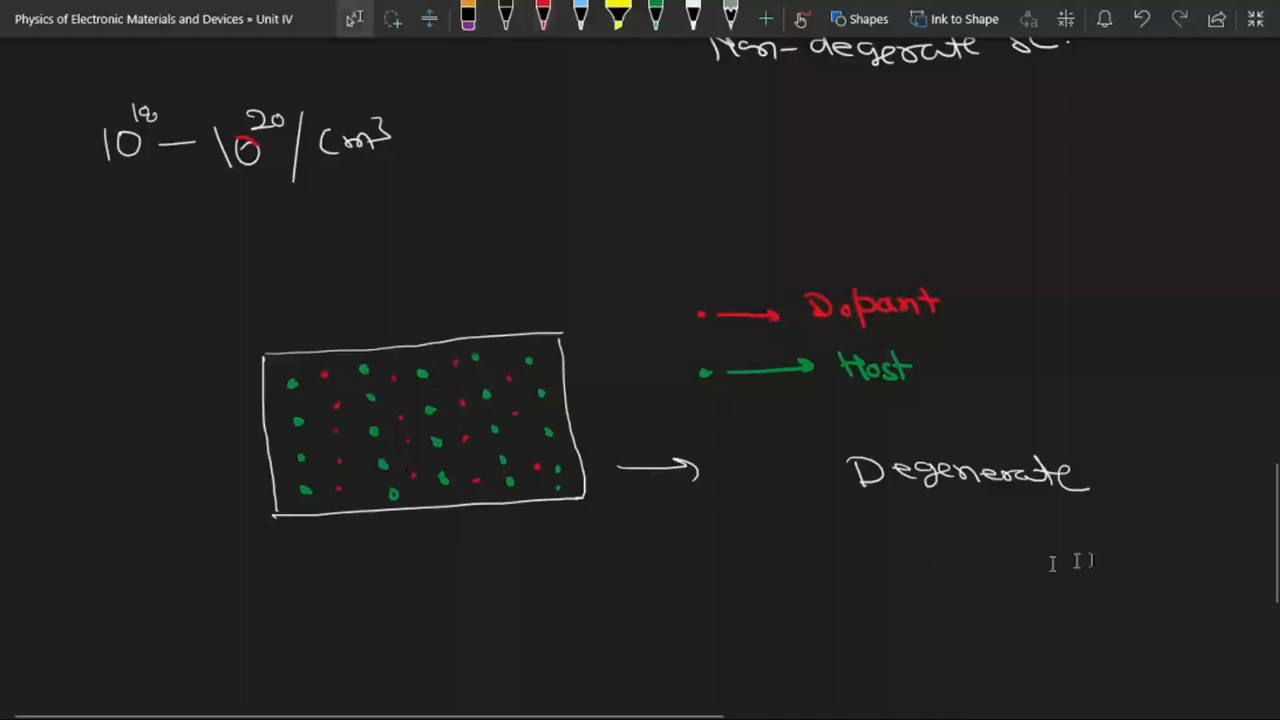 Physics of Electronic Materials and Devices » Unit IV
Shapes
Ink to Shape
Non-degerate SC.
10^18 — 10^20/cm^3
Dopant
Host
Degenerate